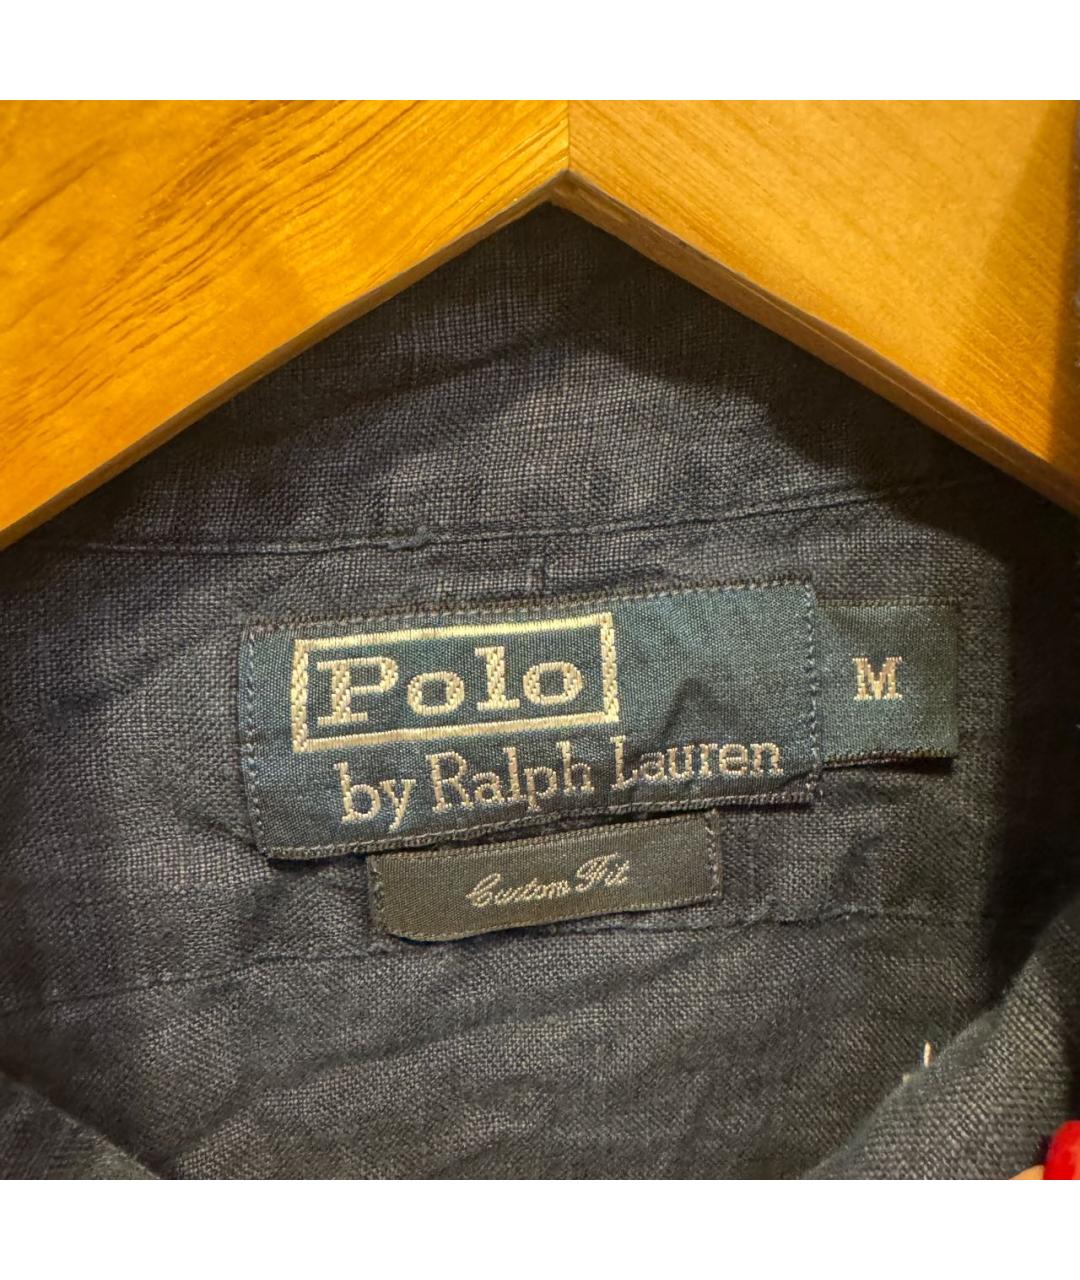 Polo
by Ralph Lauren
M
Custom Fit